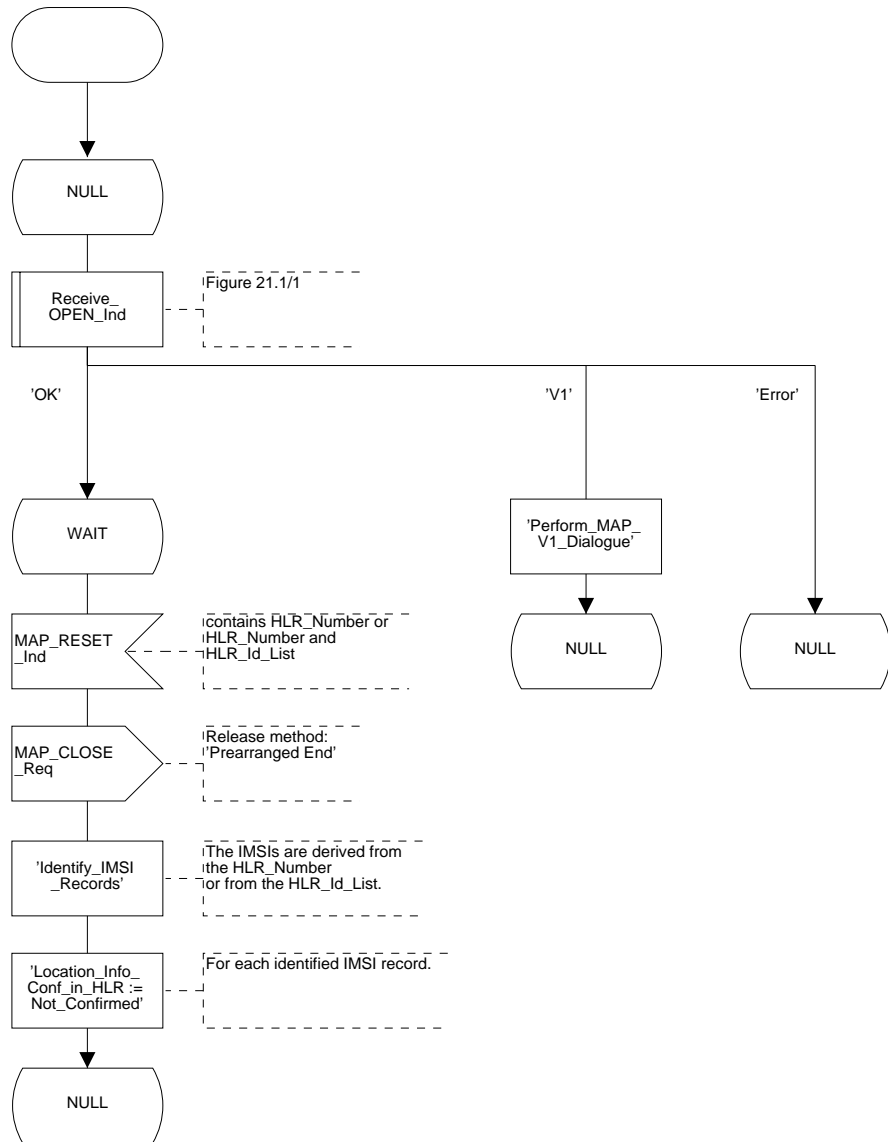 NULL
Receive_
OPEN_Ind
Figure 21.1/1
'OK'
'V1'
'Error'
WAIT
'Perform_MAP_
V1_Dialogue'
MAP_RESET
_Ind
contains HLR_Number or
HLR_Number and
HLR_Id_List
NULL
NULL
MAP_CLOSE
_Req
Release method:
'Prearranged End'
'Identify_IMSI
_Records'
The IMSIs are derived from
the HLR_Number
or from the HLR_Id_List.
'Location_Info_
Conf_in_HLR :=
Not_Confirmed'
For each identified IMSI record.
NULL